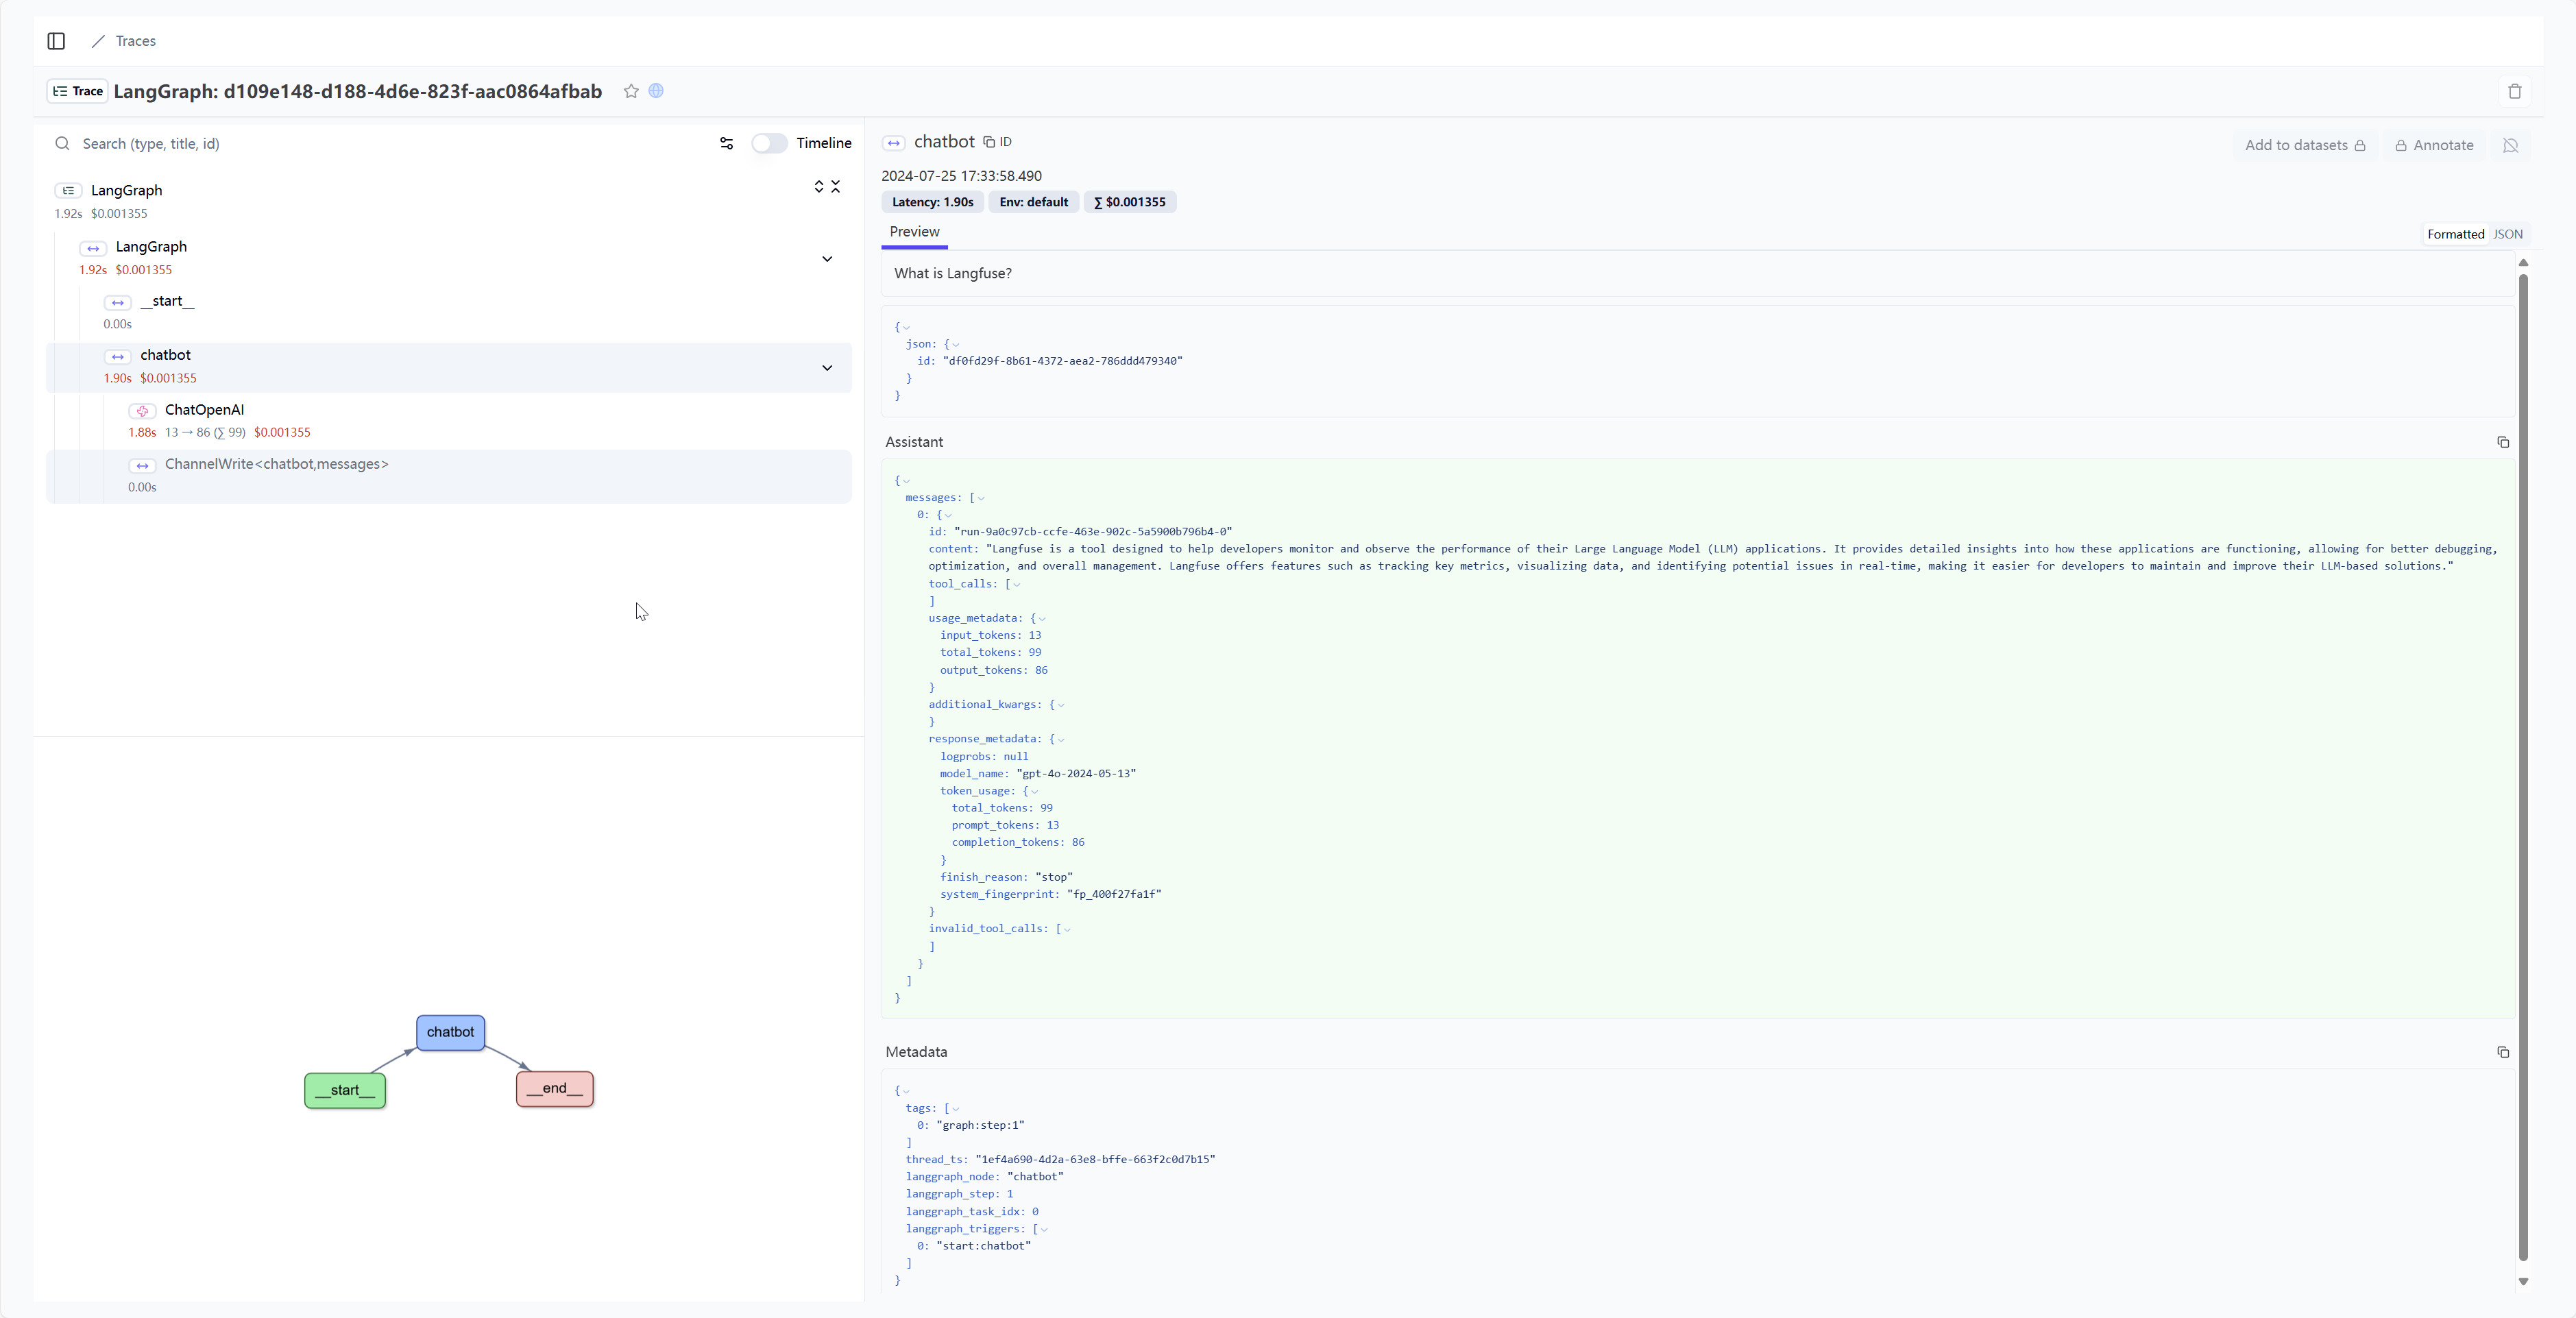 Traces
Trace LangGraph: d109e148-d188-4d6e-823f-aac0864afbab
Search (type, title, id) Timeline
LangGraph
1.92s $0.001355
LangGraph
1.92s $0.001355
__start__
0.00s
chatbot
1.90s $0.001355
ChatOpenAI
1.88s 13 → 86 (∑ 99) $0.001355
ChannelWrite<chatbot,messages>
0.00s
chatbot
__start__
__end__
chatbot ID
Add to datasets Annotate
2024-07-25 17:33:58.490
Latency: 1.90s Env: default ∑ $0.001355
Preview
Formatted JSON
What is Langfuse?
{
json: {
id: "df0fd29f-8b61-4372-aea2-786ddd479340"
}
}
Assistant
{
messages: [
0: {
id: "run-9a0c97cb-ccfe-463e-902c-5a5900b796b4-0"
content: "Langfuse is a tool designed to help developers monitor and observe the performance of their Large Language Model (LLM) applications. It provides detailed insights into how these applications are functioning, allowing for better debugging,
optimization, and overall management. Langfuse offers features such as tracking key metrics, visualizing data, and identifying potential issues in real-time, making it easier for developers to maintain and improve their LLM-based solutions."
tool_calls: [
]
usage_metadata: {
input_tokens: 13
total_tokens: 99
output_tokens: 86
}
additional_kwargs: {
}
response_metadata: {
logprobs: null
model_name: "gpt-4o-2024-05-13"
token_usage: {
total_tokens: 99
prompt_tokens: 13
completion_tokens: 86
}
finish_reason: "stop"
system_fingerprint: "fp_400f27fa1f"
}
invalid_tool_calls: [
]
}
]
}
Metadata
{
tags: [
0: "graph:step:1"
]
thread_ts: "1ef4a690-4d2a-63e8-bffe-663f2c0d7b15"
langgraph_node: "chatbot"
langgraph_step: 1
langgraph_task_idx: 0
langgraph_triggers: [
0: "start:chatbot"
]
}